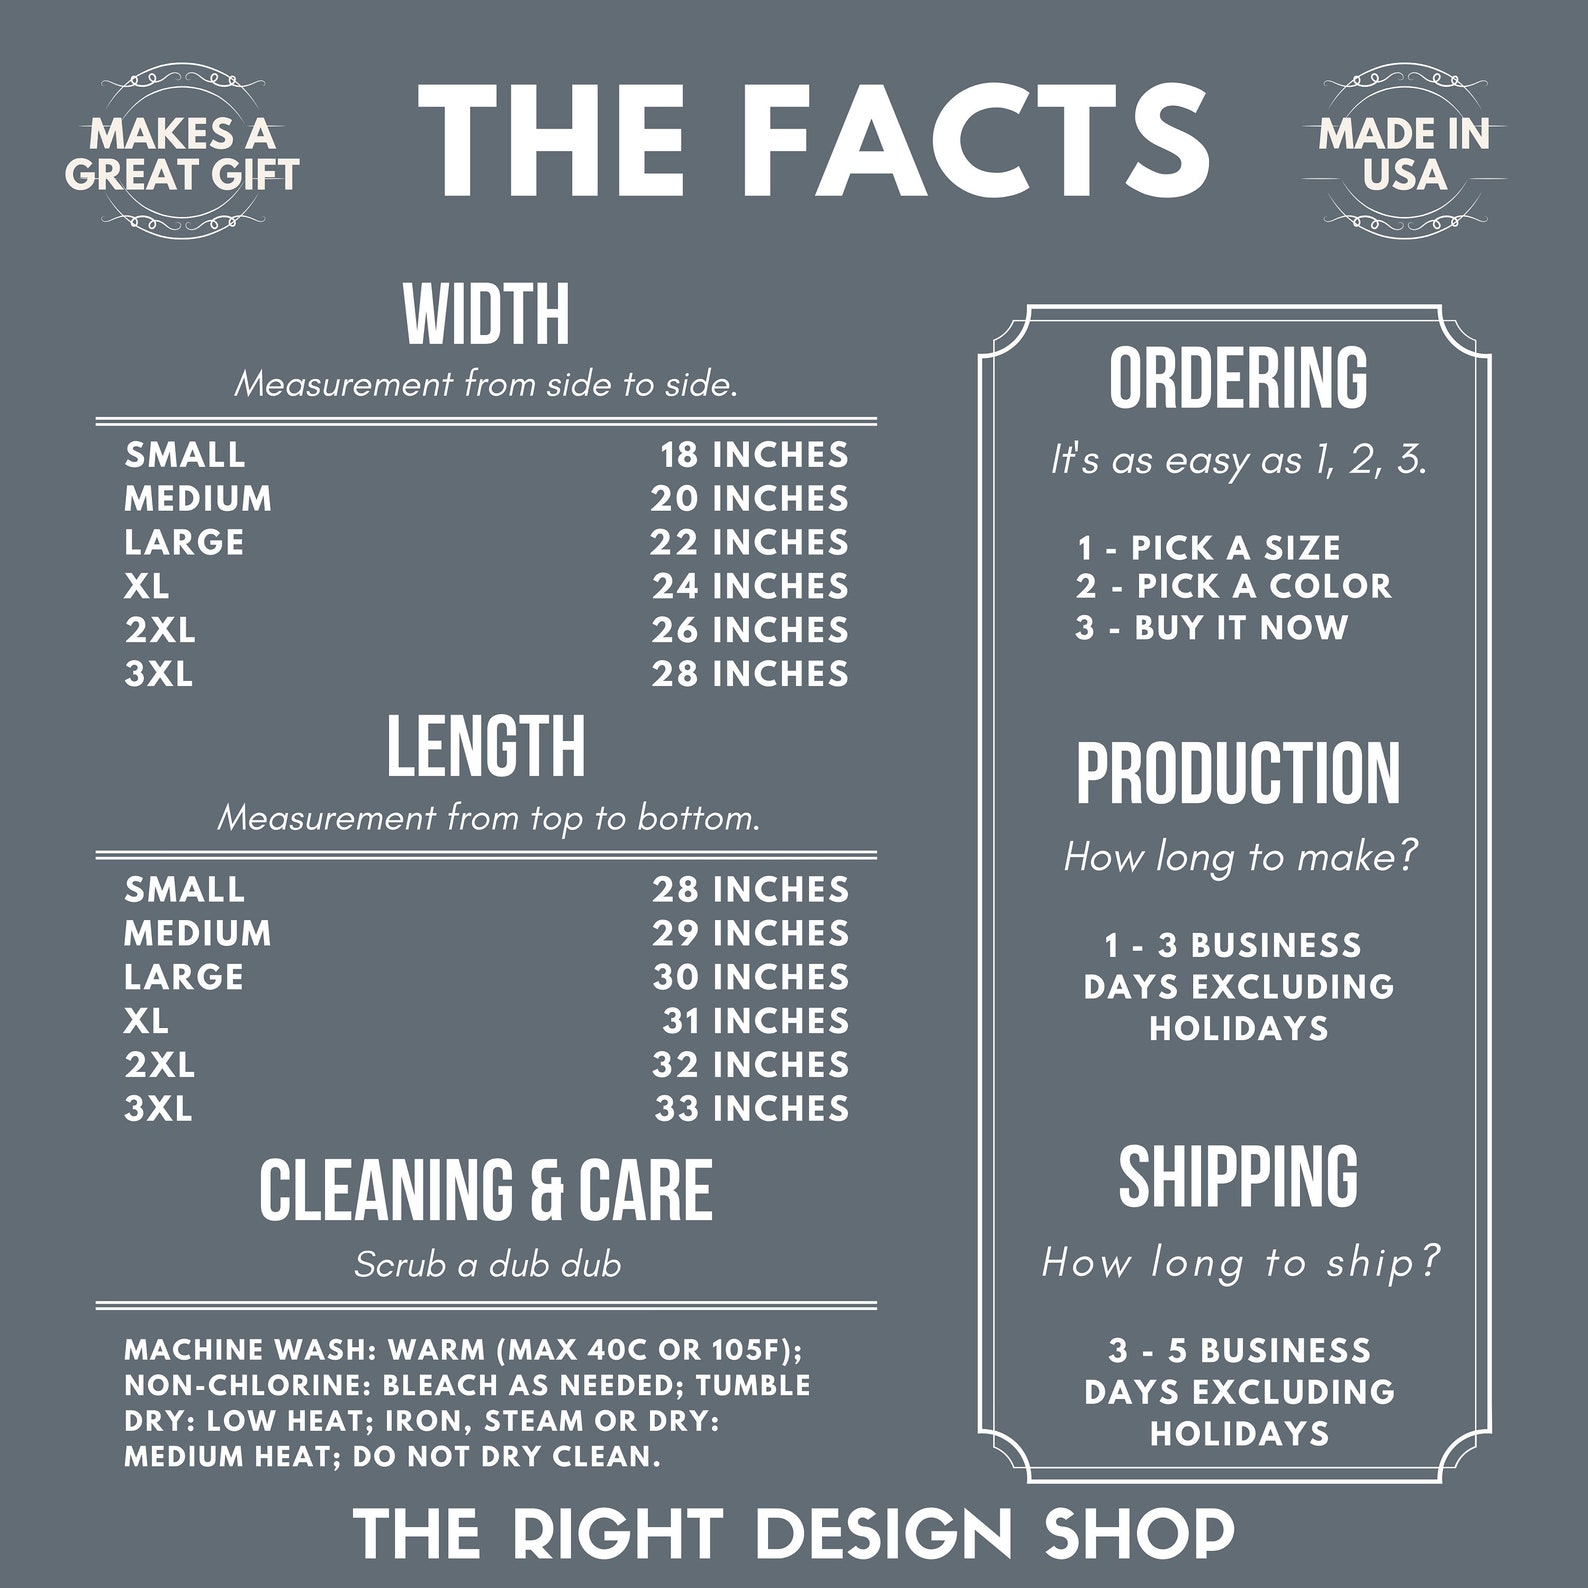 MAKES A
GREAT GIFT
THE FACTS
MADE IN
USA
WIDTH
Measurement from side to side.
SMALL 18 INCHES
MEDIUM 20 INCHES
LARGE 22 INCHES
XL 24 INCHES
2XL 26 INCHES
3XL 28 INCHES
LENGTH
Measurement from top to bottom.
SMALL 28 INCHES
MEDIUM 29 INCHES
LARGE 30 INCHES
XL 31 INCHES
2XL 32 INCHES
3XL 33 INCHES
CLEANING & CARE
Scrub a dub dub
MACHINE WASH: WARM (MAX 40C OR 105F);
NON-CHLORINE: BLEACH AS NEEDED; TUMBLE
DRY: LOW HEAT; IRON, STEAM OR DRY:
MEDIUM HEAT; DO NOT DRY CLEAN.
ORDERING
It's as easy as 1, 2, 3.
1 - PICK A SIZE
2 - PICK A COLOR
3 - BUY IT NOW
PRODUCTION
How long to make?
1 - 3 BUSINESS
DAYS EXCLUDING
HOLIDAYS
SHIPPING
How long to ship?
3 - 5 BUSINESS
DAYS EXCLUDING
HOLIDAYS
THE RIGHT DESIGN SHOP